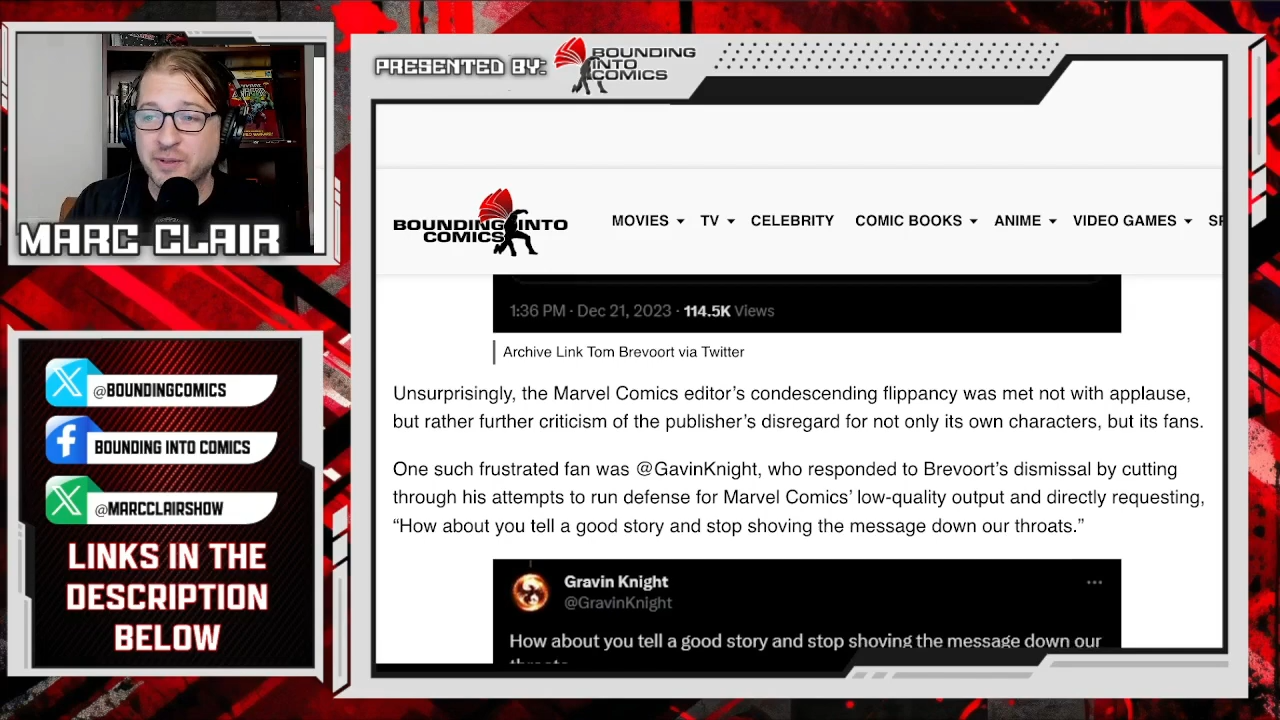 MARC CLAIR
@BOUNDINGCOMICS
BOUNDING INTO COMICS
@MARCCLAIRSHOW
LINKS IN THE
DESCRIPTION
BELOW
PRESENTED BY:
BOUNDING
INTO
COMICS
BOUNDING INTO
COMICS
MOVIES TV CELEBRITY COMIC BOOKS ANIME VIDEO GAMES SP
1:36 PM · Dec 21, 2023 · 114.5K Views
Archive Link Tom Brevoort via Twitter
Unsurprisingly, the Marvel Comics editor’s condescending flippancy was met not with applause,
but rather further criticism of the publisher’s disregard for not only its own characters, but its fans.
One such frustrated fan was @GavinKnight, who responded to Brevoort’s dismissal by cutting
through his attempts to run defense for Marvel Comics’ low-quality output and directly requesting,
“How about you tell a good story and stop shoving the message down our throats.”
Gravin Knight
@GravinKnight
How about you tell a good story and stop shoving the message down our